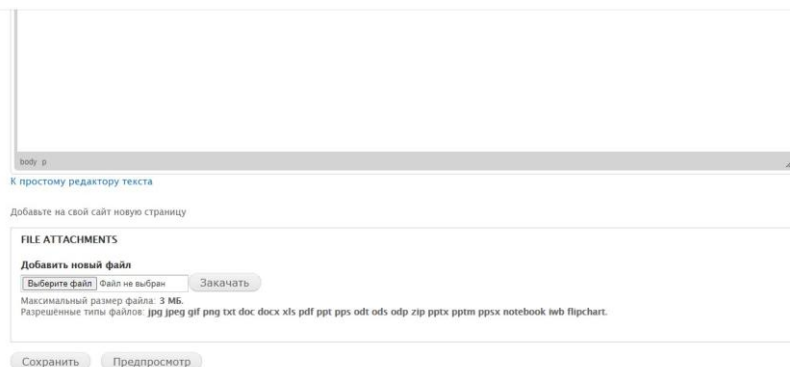 body p
К простому редактору текста
Добавьте на свой сайт новую страницу
FILE ATTACHMENTS
Добавить новый файл
Выберите файл Файл не выбран Закачать
Максимальный размер файла: 3 МБ.
Разрешённые типы файлов: jpg jpeg gif png txt doc docx xls pdf ppt pps odt ods odp zip pptx pptm ppsx notebook iwb flipchart.
Сохранить Предпросмотр